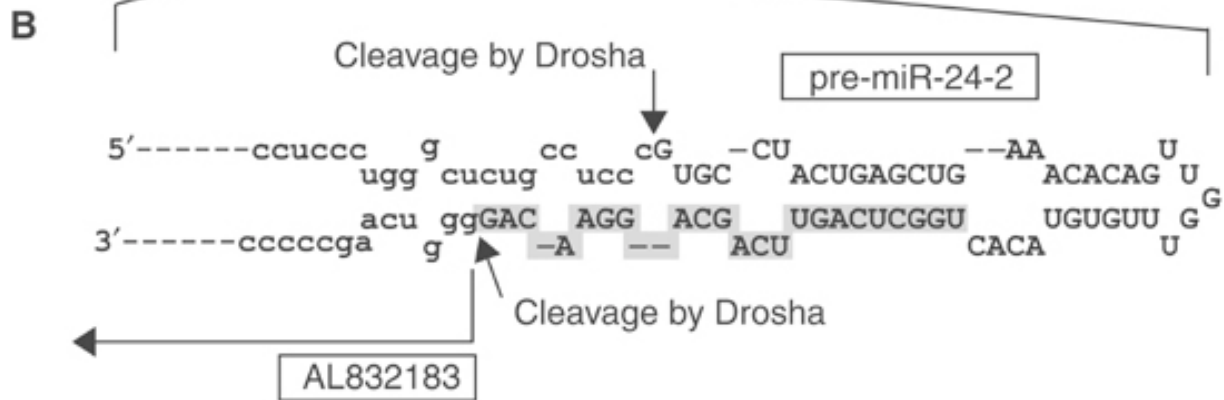 B
Cleavage by Drosha
pre-miR-24-2
5′------ccuccc g cc cG -CU --AA U
ugg cucug ucc UGC ACUGAGCUG ACACAG U
G
acu ggGAC AGG ACG UGACUCGGU UGUGUU G
3′------cccccga g -A -- ACU CACA U
Cleavage by Drosha
AL832183